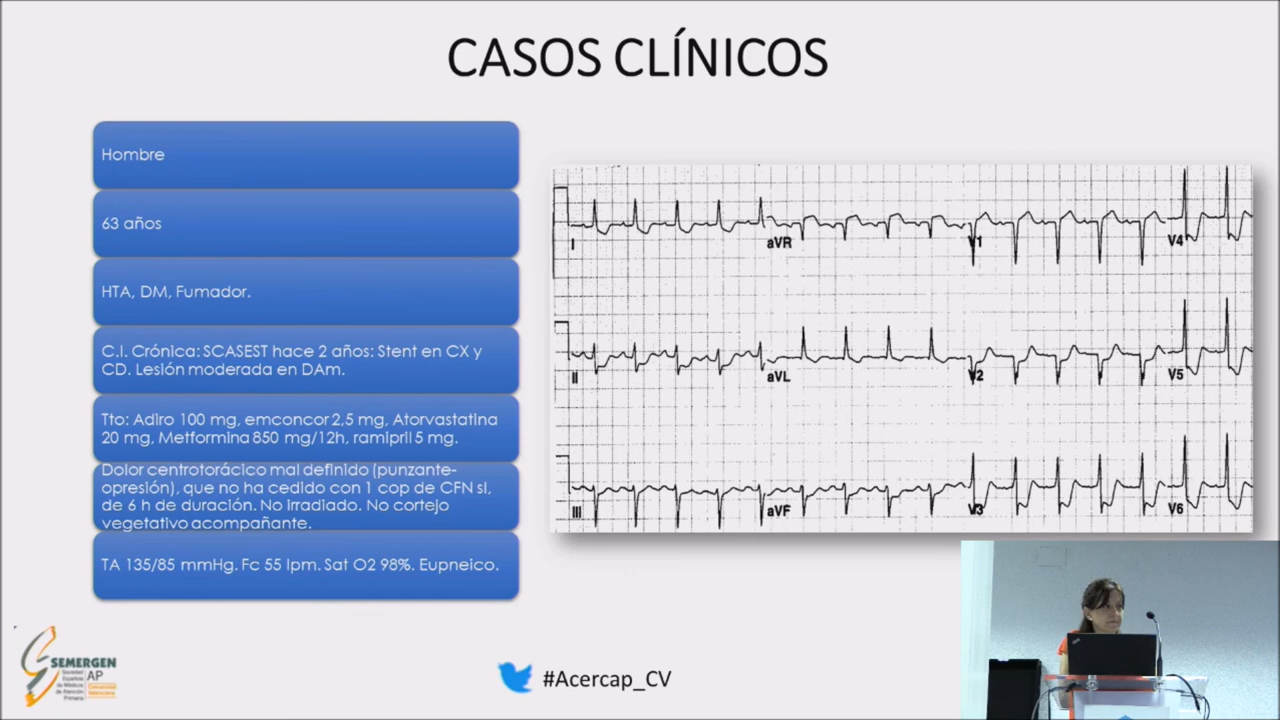 CASOS CLÍNICOS
Hombre
63 años
HTA, DM, Fumador.
C.I. Crónica: SCASEST hace 2 años: Stent en CX y
CD. Lesión moderada en DAm.
Tto: Adiro 100 mg, emconcor 2,5 mg, Atorvastatina
20 mg, Metformina 850 mg/12h, ramipril 5 mg.
Dolor centrotorácico mal definido (punzante-
opresión), que no ha cedido con 1 cop de CFN sl,
de 6 h de duración. No irradiado. No cortejo
vegetativo acompañante.
TA 135/85 mmHg. Fc 55 lpm. Sat O2 98%. Eupneico.
I
aVR
V1
V4
II
aVL
V2
V5
III
aVF
V3
V6
SEMERGEN
AP
Sociedad
Española
de Médicos
de Atención
Primaria
Comunidad
Valenciana
#Acercap_CV